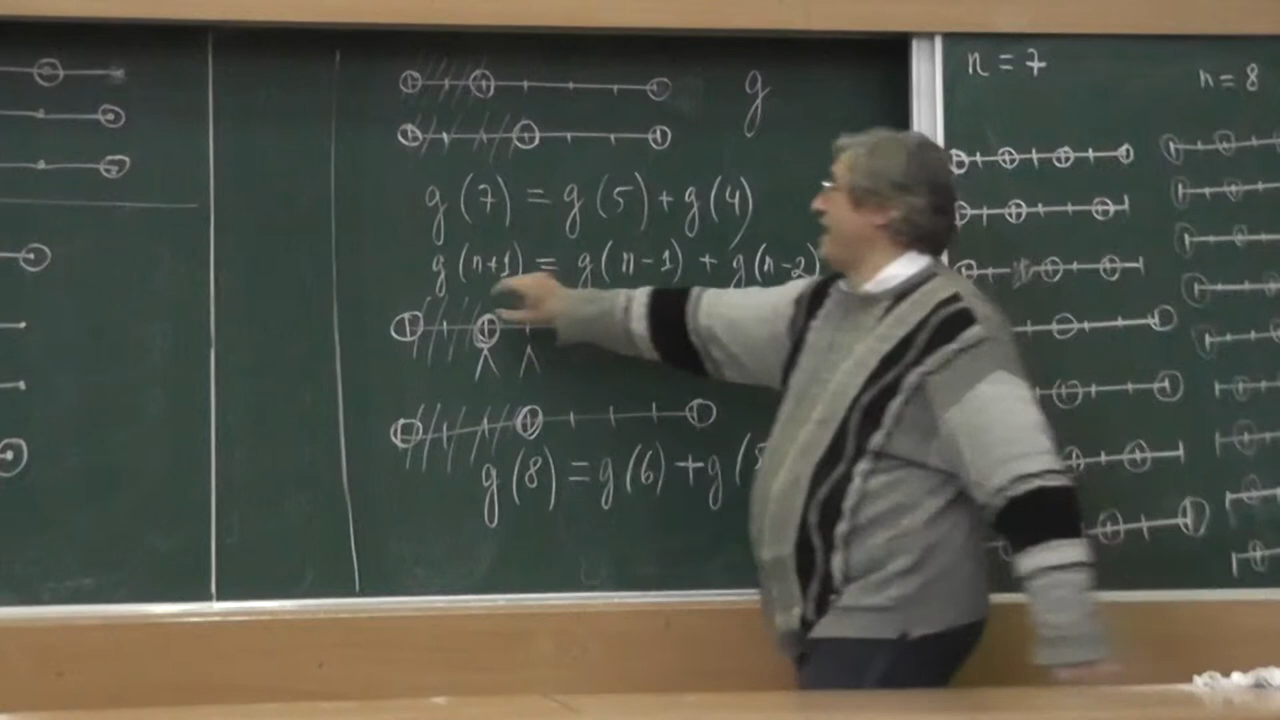 g
g(7) = g(5) + g(4)
g(n+1) = g(n-1) + g(n-2)
g(8) = g(6) + g(5
n = 7
n = 8